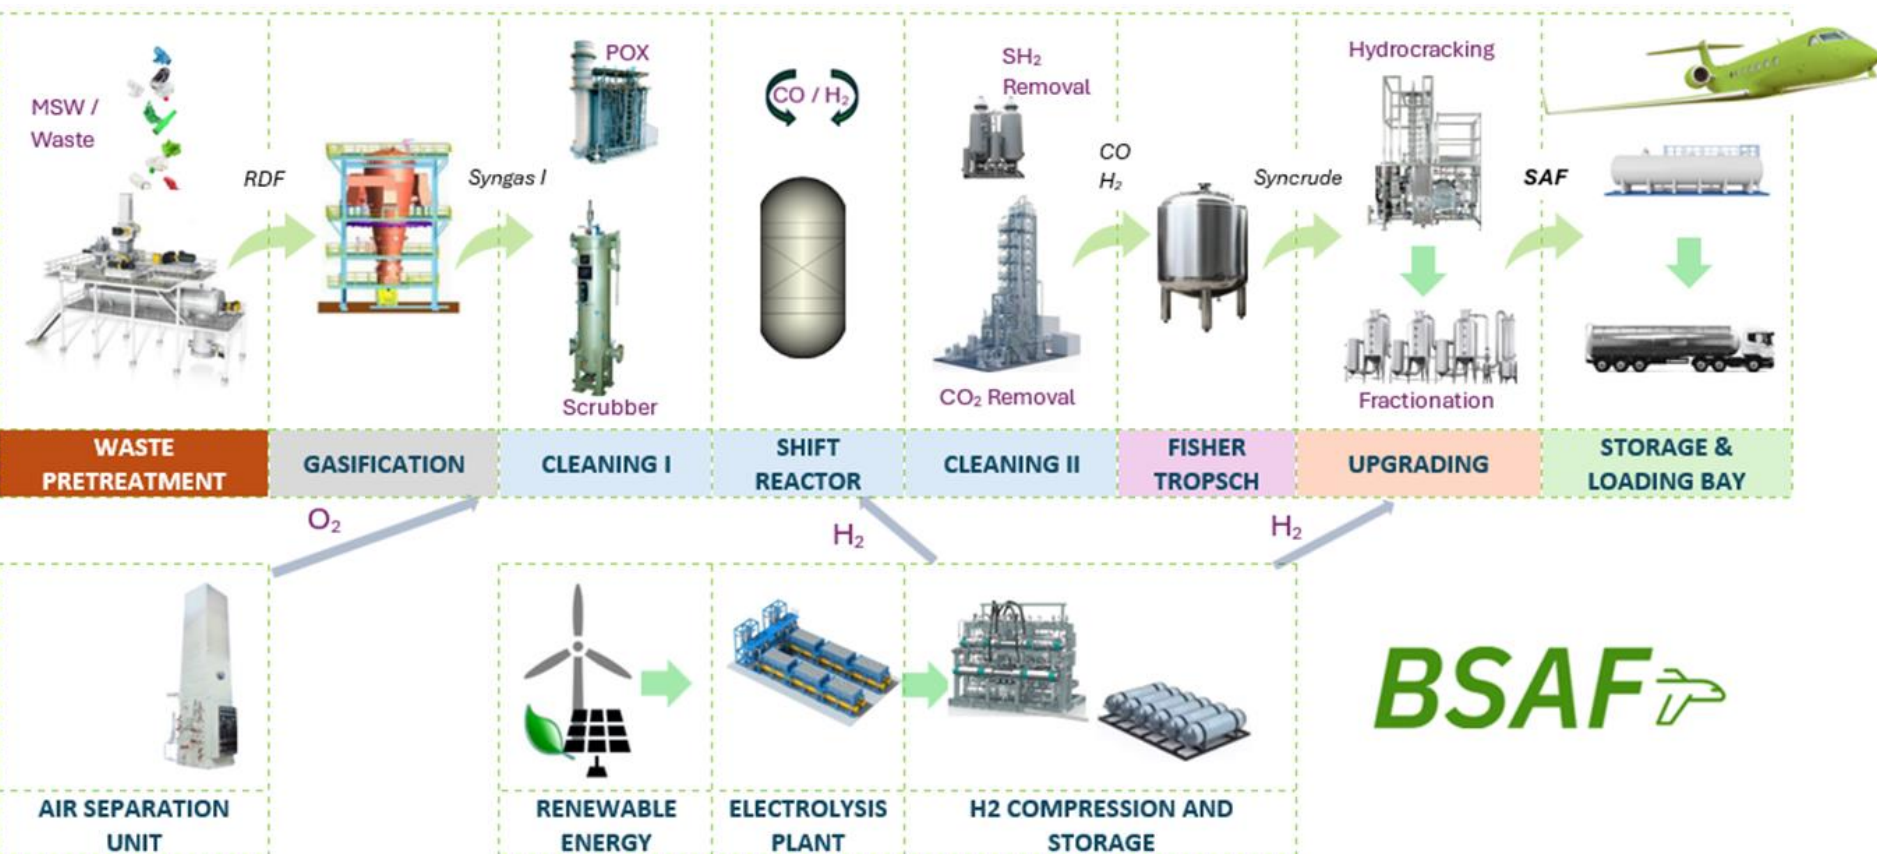 MSW /
Waste
RDF
Syngas I
POX
Scrubber
CO / H₂
SH₂
Removal
CO₂ Removal
CO
H₂
Syncrude
Hydrocracking
Fractionation
SAF
WASTE
PRETREATMENT
GASIFICATION
CLEANING I
SHIFT
REACTOR
CLEANING II
FISHER
TROPSCH
UPGRADING
STORAGE &
LOADING BAY
O₂
H₂
H₂
AIR SEPARATION
UNIT
RENEWABLE
ENERGY
ELECTROLYSIS
PLANT
H2 COMPRESSION AND
STORAGE
BSAF